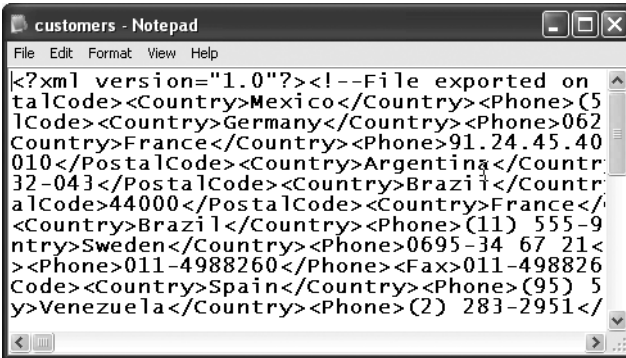 customers - Notepad
File Edit Format View Help
<?xml version="1.0"?><!--File exported on
talCode><Country>Mexico</Country><Phone>(5
lCode><Country>Germany</Country><Phone>062
Country>France</Country><Phone>91.24.45.40
010</PostalCode><Country>Argentina</Countr
32-043</PostalCode><Country>Brazil</Countr
alCode>44000</PostalCode><Country>France</
<Country>Brazil</Country><Phone>(11) 555-9
ntry>Sweden</Country><Phone>0695-34 67 21<
><Phone>011-4988260</Phone><Fax>011-498826
Code><Country>Spain</Country><Phone>(95) 5
y>Venezuela</Country><Phone>(2) 283-2951</